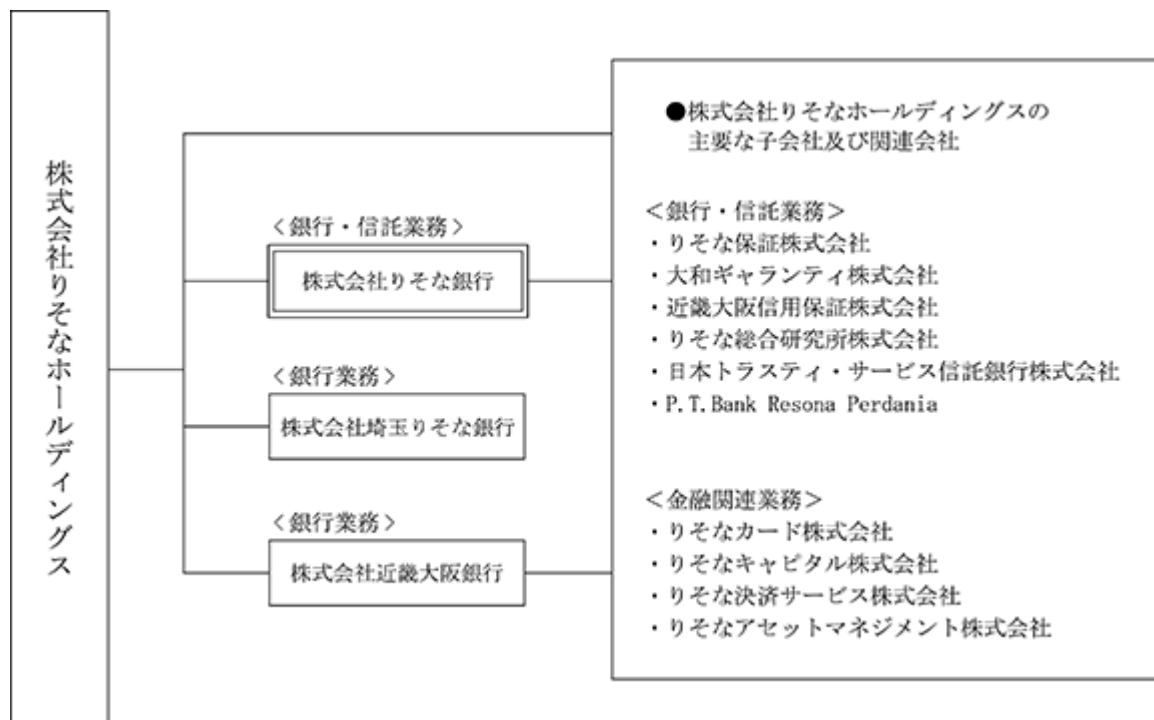 株式会社りそなホールディングス
＜銀行・信託業務＞
株式会社りそな銀行
＜銀行業務＞
株式会社埼玉りそな銀行
＜銀行業務＞
株式会社近畿大阪銀行
●株式会社りそなホールディングスの
主要な子会社及び関連会社
＜銀行・信託業務＞
・りそな保証株式会社
・大和ギャランティ株式会社
・近畿大阪信用保証株式会社
・りそな総合研究所株式会社
・日本トラスティ・サービス信託銀行株式会社
・P.T.Bank Resona Perdania
＜金融関連業務＞
・りそなカード株式会社
・りそなキャピタル株式会社
・りそな決済サービス株式会社
・りそなアセットマネジメント株式会社